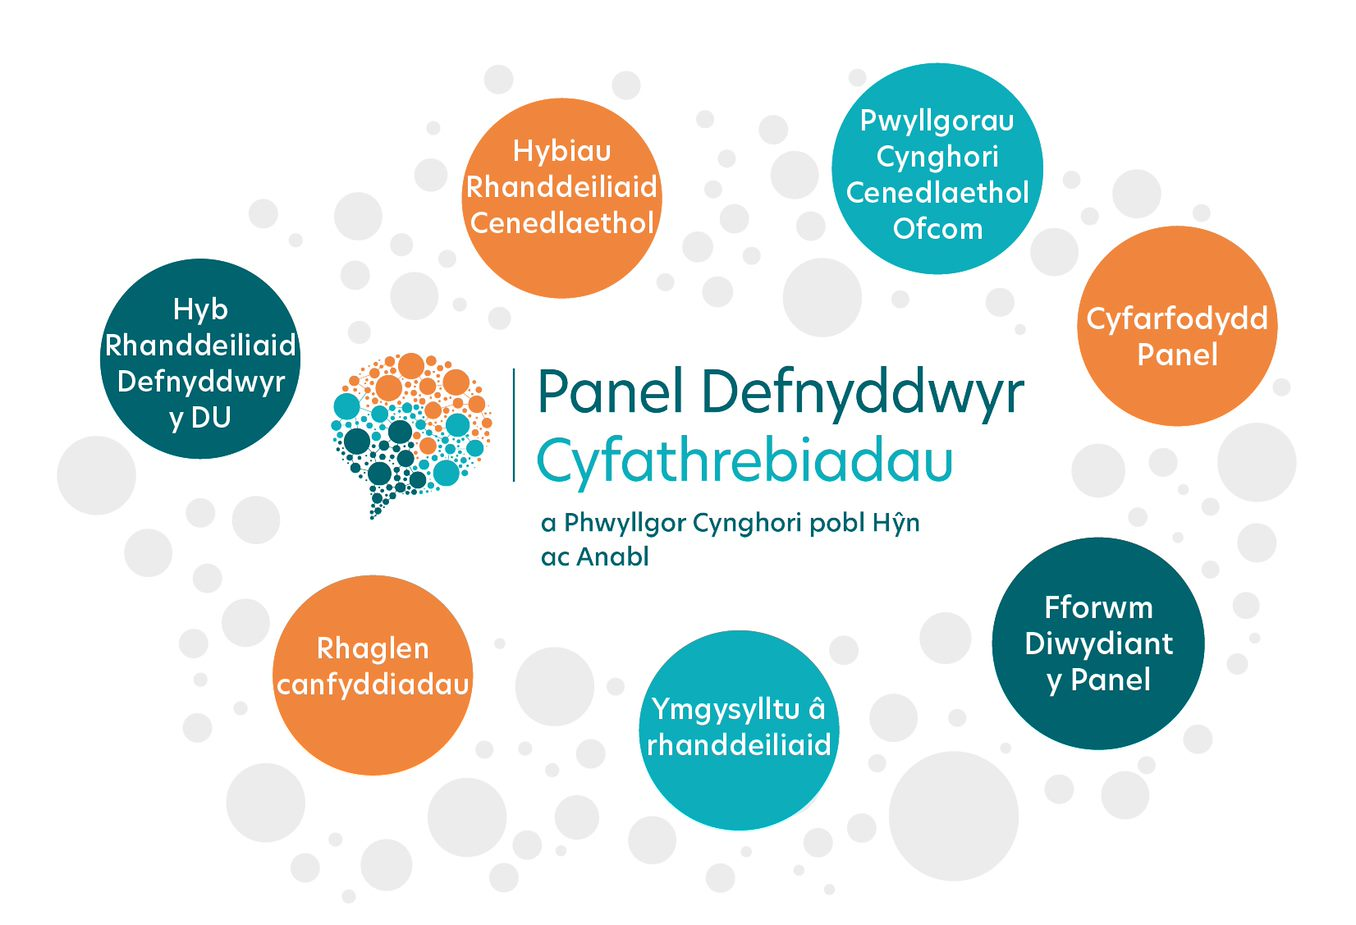 Pwyllgorau
Cynghori
Cenedlaethol
Ofcom
Hybiau
Rhanddeiliaid
Cenedlaethol
Cyfarfodydd
Panel
Hyb
Rhanddeiliaid
Defnyddwyr
y DU
Panel Defnyddwyr
Cyfathrebiadau
a Phwyllgor Cynghori pobl Hŷn
ac Anabl
Fforwm
Diwydiant
y Panel
Rhaglen
canfyddiadau
Ymgysylltu â
rhanddeiliaid